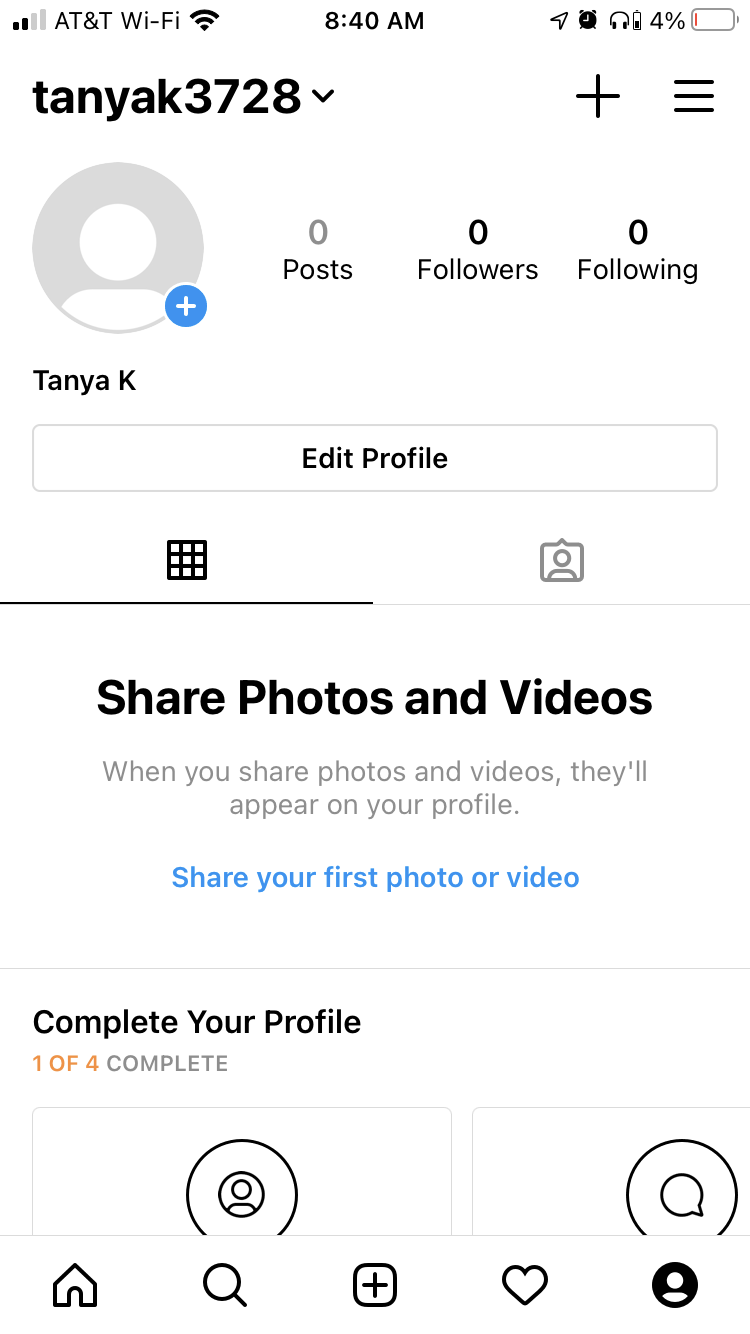 AT&T Wi-Fi 8:40 AM 4%
tanyak3728
0 0 0
Posts Followers Following
Tanya K
Edit Profile
Share Photos and Videos
When you share photos and videos, they'll
appear on your profile.
Share your first photo or video
Complete Your Profile
1 OF 4 COMPLETE